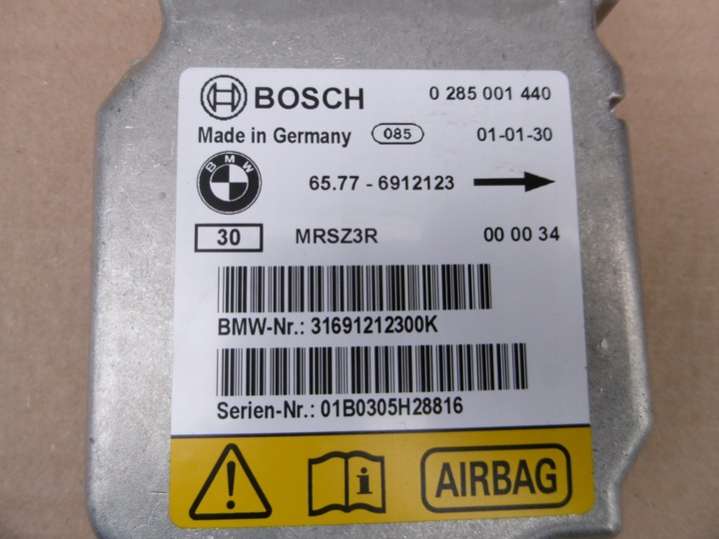 BOSCH 0 285 001 440
Made in Germany 085 01-01-30
BMW 65.77 - 6912123
30 MRSZ3R 00 00 34
BMW-Nr.: 31691212300K
Serien-Nr.: 01B0305H28816
AIRBAG